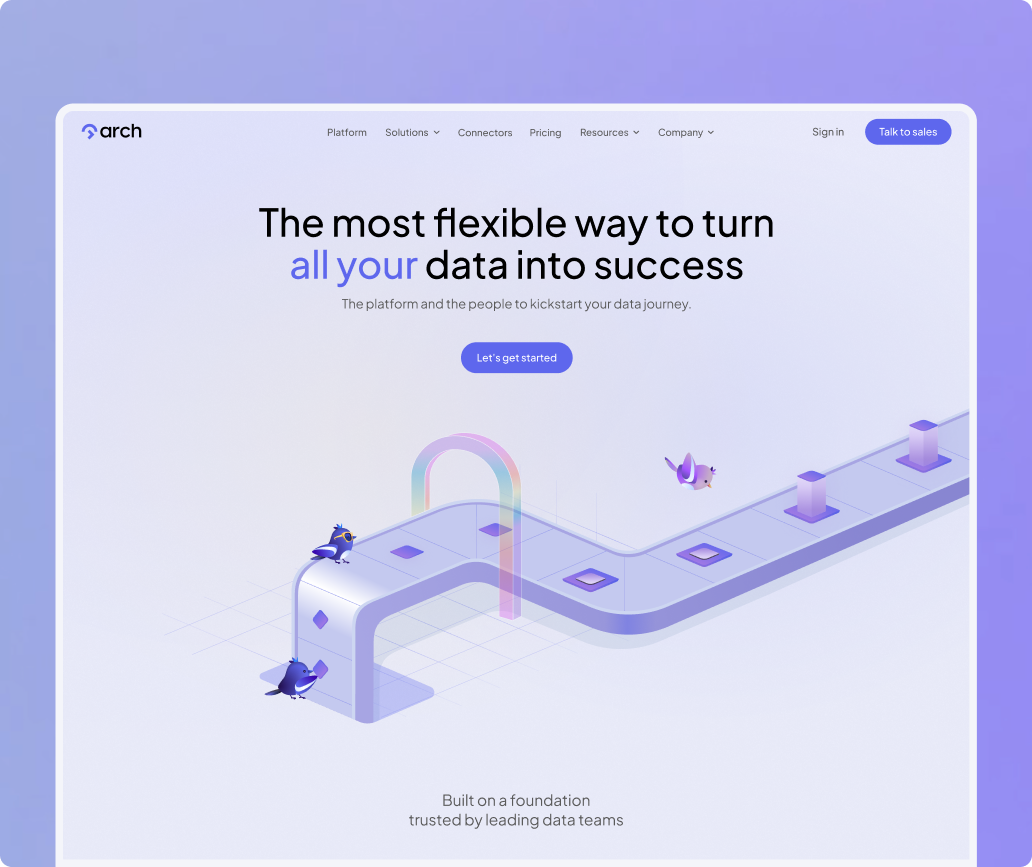 arch
Platform
Solutions
Connectors
Pricing
Resources
Company
Sign in
Talk to sales
The most flexible way to turn
all your data into success
The platform and the people to kickstart your data journey.
Let's get started
Built on a foundation
trusted by leading data teams